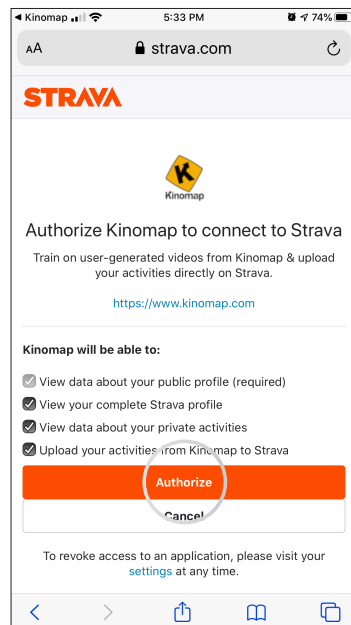 Kinomap 5:33 PM 74%
AA strava.com
STRAVA
Kinomap
Authorize Kinomap to connect to Strava
Train on user-generated videos from Kinomap & upload
your activities directly on Strava.
https://www.kinomap.com
Kinomap will be able to:
View data about your public profile (required)
View your complete Strava profile
View data about your private activities
Upload your activities from Kinomap to Strava
Authorize
Cancel
To revoke access to an application, please visit your
settings at any time.